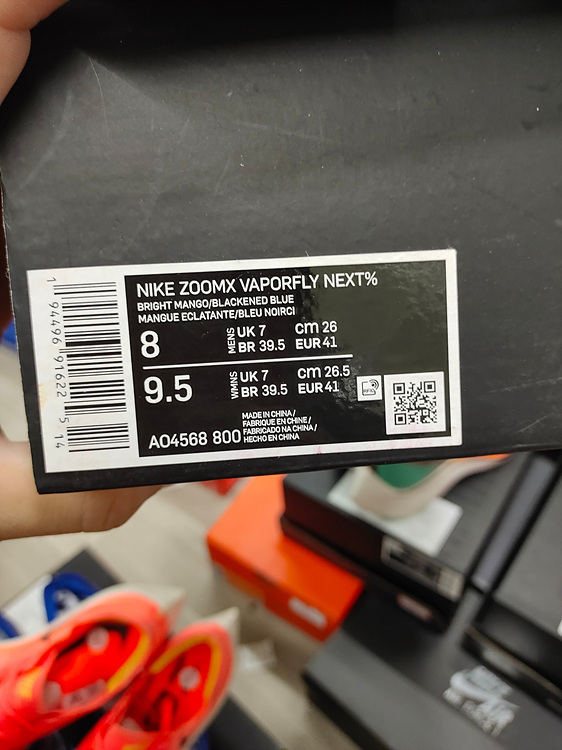 NIKE ZOOMX VAPORFLY NEXT%
BRIGHT MANGO/BLACKENED BLUE
MANGUE ECLATANTE/BLEU NOIRCI
8 MENS UK 7 cm 26
BR 39.5 EUR 41
9.5 WMNS UK 7 cm 26.5
BR 39.5 EUR 41
AO4568 800
MADE IN CHINA /
FABRIQUE EN CHINE /
FABRICADO NA CHINA /
HECHO EN CHINA
1 94496 91622 5 14
AIR